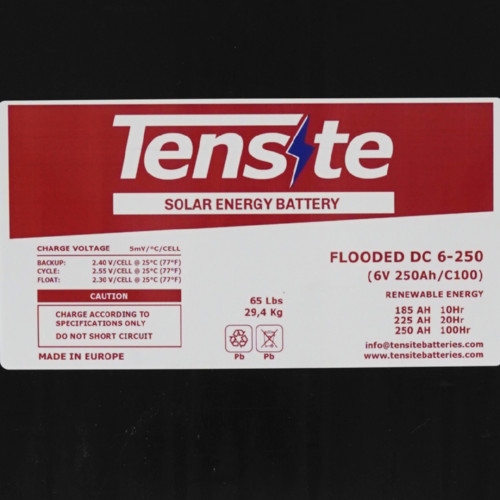 Tensite
SOLAR ENERGY BATTERY
CHARGE VOLTAGE 5mV/°C/CELL
BACKUP: 2.40 V/CELL @ 25°C (77°F)
CYCLE: 2.55 V/CELL @ 25°C (77°F)
FLOAT: 2.30 V/CELL @ 25°C (77°F)
CAUTION
CHARGE ACCORDING TO
SPECIFICATIONS ONLY
DO NOT SHORT CIRCUIT
MADE IN EUROPE
65 Lbs
29,4 Kg
Pb Pb
FLOODED DC 6-250
(6V 250Ah/C100)
RENEWABLE ENERGY
185 AH 10Hr
225 AH 20Hr
250 AH 100Hr
info@tensitebatteries.com
www.tensitebatteries.com